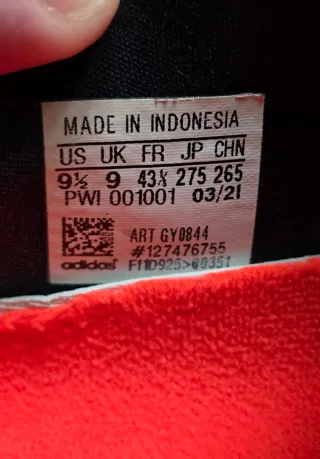 MADE IN INDONESIA
US UK FR JP CHN
9½ 9 43⅓ 275 265
PWI 001001 03/21
ART GY0844
#127476755
adidas